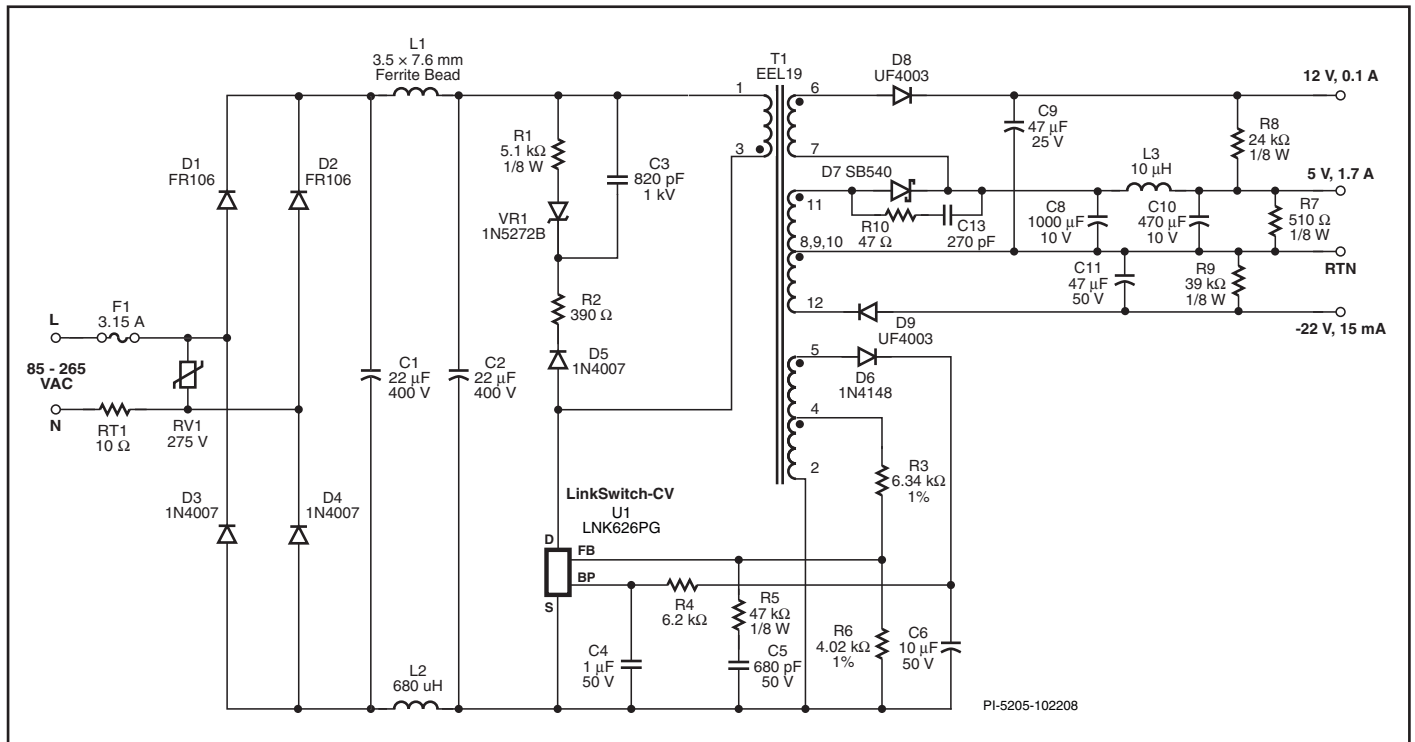 L1
3.5 × 7.6 mm
Ferrite Bead
T1
EEL19
D8
UF4003
12 V, 0.1 A
1
6
3
7
R1
5.1 kΩ
1/8 W
C3
820 pF
1 kV
C9
47 µF
25 V
R8
24 kΩ
1/8 W
D1
FR106
D2
FR106
VR1
1N5272B
D7 SB540
L3
10 µH
5 V, 1.7 A
11
R10
47 Ω
C13
270 pF
C8
1000 µF
10 V
C10
470 µF
10 V
R7
510 Ω
1/8 W
8,9,10
RTN
R2
390 Ω
C11
47 µF
50 V
R9
39 kΩ
1/8 W
12
D9
UF4003
-22 V, 15 mA
F1
3.15 A
L
85 - 265
VAC
N
RT1
10 Ω
RV1
275 V
C1
22 µF
400 V
C2
22 µF
400 V
D5
1N4007
5
D6
1N4148
4
2
R3
6.34 kΩ
1%
D3
1N4007
D4
1N4007
LinkSwitch-CV
U1
LNK626PG
D
FB
BP
S
R4
6.2 kΩ
R5
47 kΩ
1/8 W
R6
4.02 kΩ
1%
C6
10 µF
50 V
C4
1 µF
50 V
C5
680 pF
50 V
L2
680 uH
PI-5205-102208